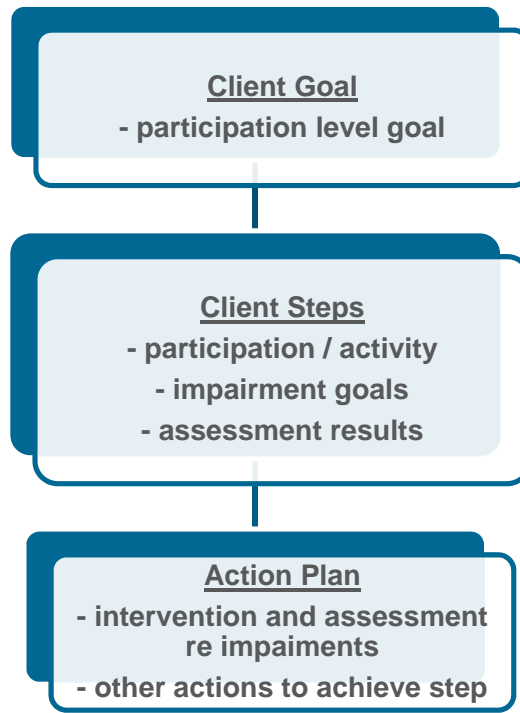 Client Goal
- participation level goal
Client Steps
- participation / activity
- impairment goals
- assessment results
Action Plan
- intervention and assessment
re impaiments
- other actions to achieve step